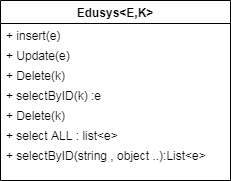 Edusys<E,K>
+ insert(e)
+ Update(e)
+ Delete(k)
+ selectByID(k) :e
+ Delete(k)
+ select ALL : list<e>
+ selectByID(string , object ..):List<e>